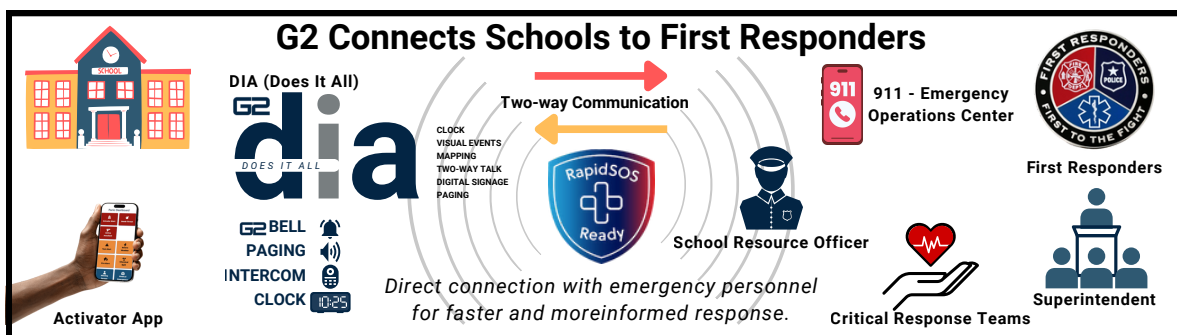 G2 Connects Schools to First Responders
SCHOOL
DIA (Does It All)
G2
dia
DOES IT ALL
CLOCK
VISUAL EVENTS
MAPPING
TWO-WAY TALK
DIGITAL SIGNAGE
PAGING
G2 BELL
PAGING
INTERCOM
CLOCK 10:25
Activator App
Two-way Communication
RapidSOS
Ready
Direct connection with emergency personnel
for faster and moreinformed response.
School Resource Officer
911
911 - Emergency
Operations Center
FIRST RESPONDERS
FIRE
DEPT.
POLICE
FIRST TO THE FIGHT
First Responders
Critical Response Teams
Superintendent